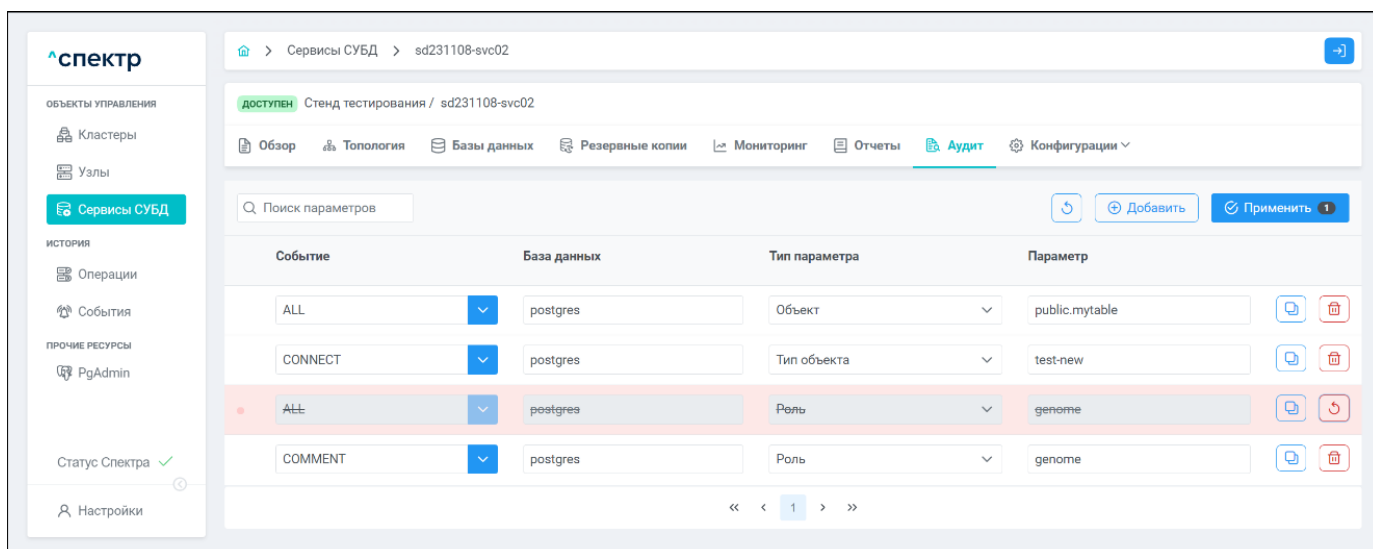 ^спектр
ОБЪЕКТЫ УПРАВЛЕНИЯ
Кластеры
Узлы
Сервисы СУБД
ИСТОРИЯ
Операции
События
ПРОЧИЕ РЕСУРСЫ
PgAdmin
Статус Спектра
Настройки
> Сервисы СУБД > sd231108-svc02
ДОСТУПЕН Стенд тестирования / sd231108-svc02
Обзор Топология Базы данных Резервные копии Мониторинг Отчеты Аудит Конфигурации
Поиск параметров Добавить Применить 1
Событие База данных Тип параметра Параметр
ALL postgres Объект public.mytable
CONNECT postgres Тип объекта test-new
ALL postgres Роль genome
COMMENT postgres Роль genome
« ‹ 1 › »